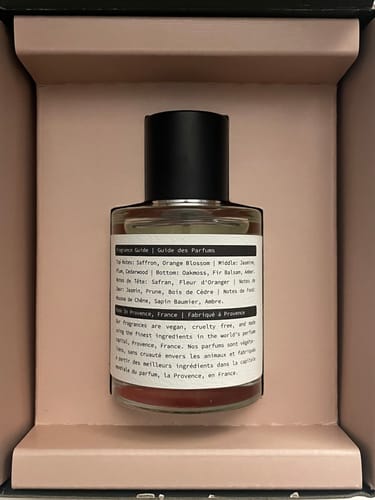 Fragrance Guide | Guide des Parfums
Top Notes: Saffron, Orange Blossom | Middle: Jasmine,
Plum, Cedarwood | Bottom: Oakmoss, Fir Balsam, Amber.
Notes de Tête: Safran, Fleur d'Oranger | Notes de
Cœur: Jasmin, Prune, Bois de Cèdre | Notes de Fond:
Mousse de Chêne, Sapin Baumier, Ambre.
Made In Provence, France | Fabriqué à Provence
Our fragrances are vegan, cruelty free, and made
using the finest ingredients in the world's perfume
capital, Provence, France. Nos parfums sont végéta-
liens, sans cruauté envers les animaux et fabriqués
à partir des meilleurs ingrédients dans la capitale
mondiale du parfum, la Provence, en France.